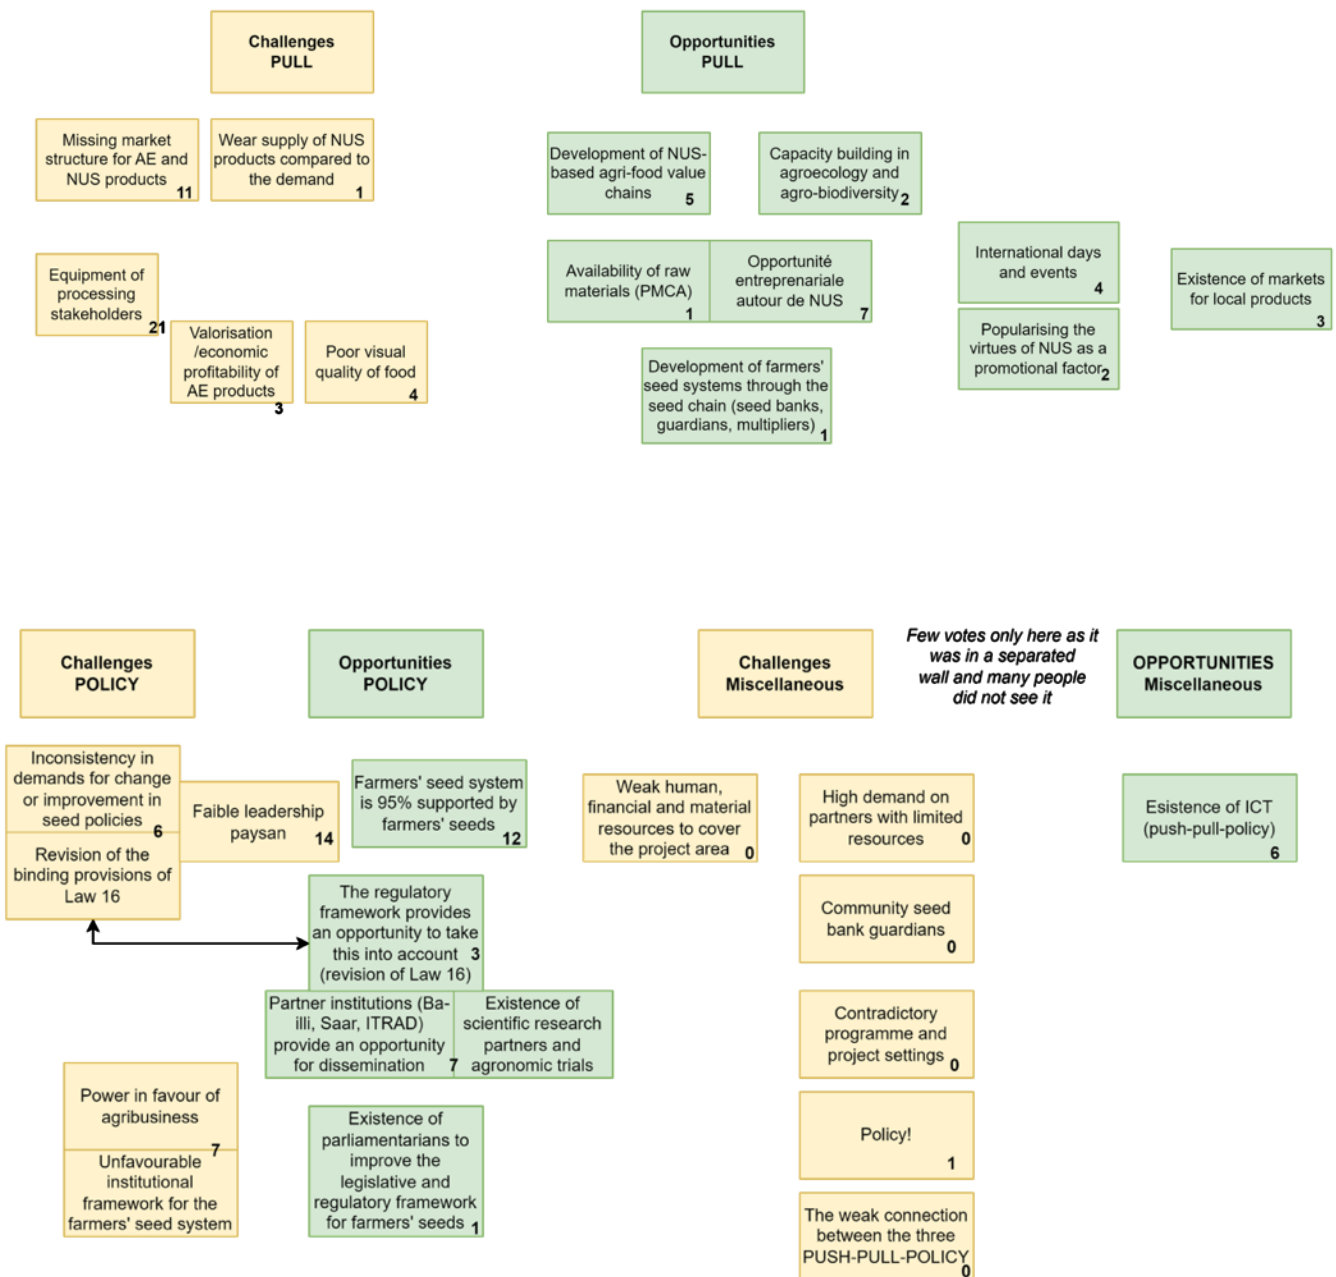 Challenges
PULL
Opportunities
PULL
Missing market
structure for AE and
NUS products
11
Wear supply of NUS
products compared to
the demand
1
Equipment of
processing
stakeholders
21
Valorisation
/economic
profitability of
AE products
3
Poor visual
quality of food
4
Development of NUS-
based agri-food value
chains
5
Capacity building in
agroecology and
agro-biodiversity
2
Availability of raw
materials (PMCA)
1
Opportunité
entreprenariale
autour de NUS
7
Development of farmers'
seed systems through the
seed chain (seed banks,
guardians, multipliers)
1
International days
and events
4
Popularising the
virtues of NUS as a
promotional factor
2
Existence of markets
for local products
3
Challenges
POLICY
Opportunities
POLICY
Challenges
Miscellaneous
Few votes only here as it
was in a separated
wall and many people
did not see it
OPPORTUNITIES
Miscellaneous
Inconsistency in
demands for change
or improvement in
seed policies
6
Revision of the
binding provisions of
Law 16
Faible leadership
paysan
14
Farmers' seed system
is 95% supported by
farmers' seeds
12
The regulatory
framework provides
an opportunity to take
this into account
3
(revision of Law 16)
Partner institutions (Ba-
illi, Saar, ITRAD)
provide an opportunity
for dissemination
7
Existence of
scientific research
partners and
agronomic trials
Power in favour of
agribusiness
7
Unfavourable
institutional
framework for the
farmers' seed system
Existence of
parliamentarians to
improve the
legislative and
regulatory framework
for farmers' seeds
1
Weak human,
financial and material
resources to cover
the project area
0
High demand on
partners with limited
resources
0
Community seed
bank guardians
0
Contradictory
programme and
project settings
0
Policy!
1
The weak connection
between the three
PUSH-PULL-POLICY
0
Esistence of ICT
(push-pull-policy)
6